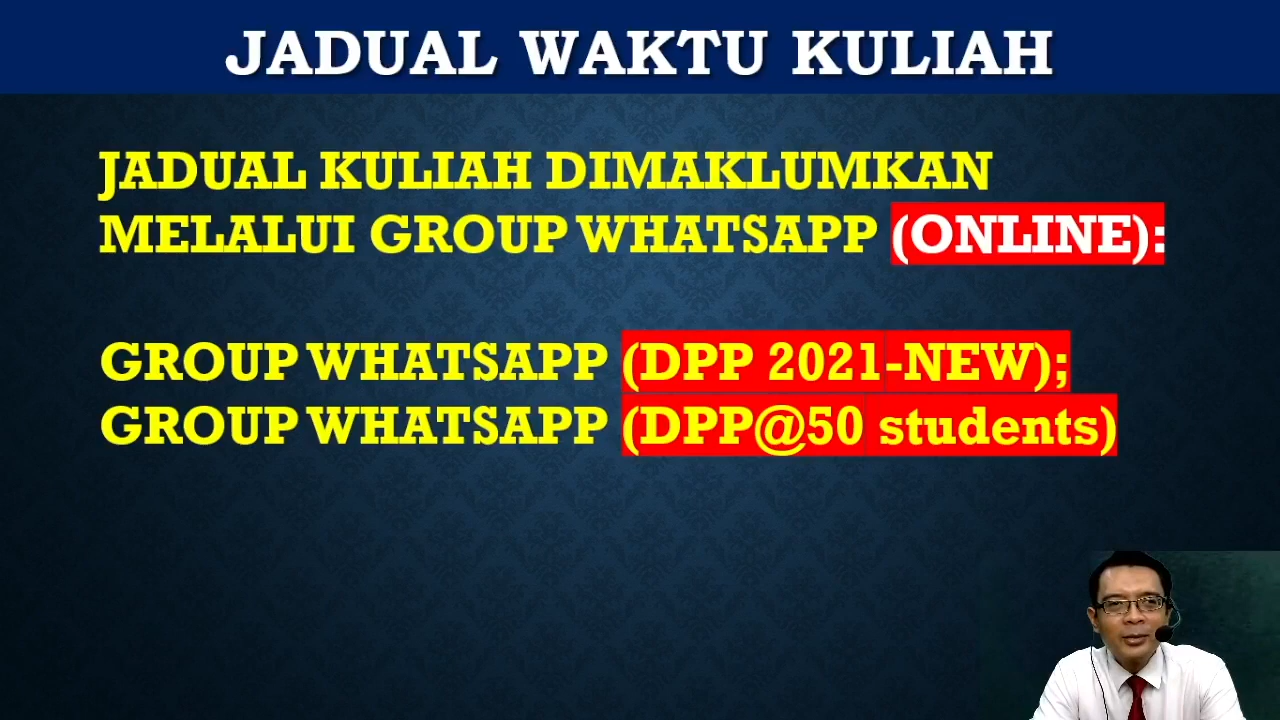 JADUAL WAKTU KULIAH
JADUAL KULIAH DIMAKLUMKAN
MELALUI GROUP WHATSAPP (ONLINE):
GROUP WHATSAPP (DPP 2021-NEW);
GROUP WHATSAPP (DPP@50 students)